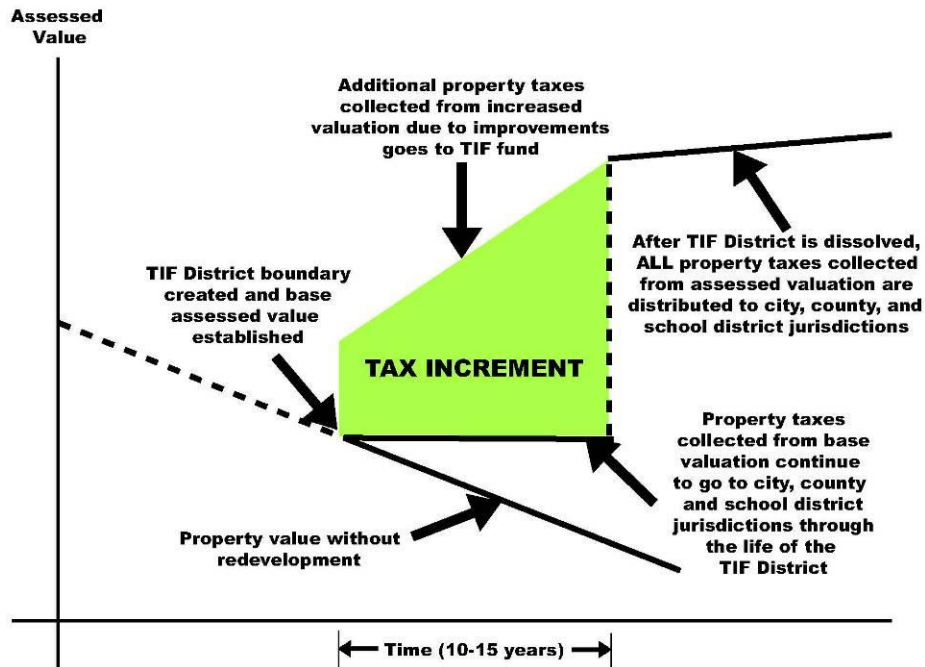 Assessed
Value
Additional property taxes
collected from increased
valuation due to improvements
goes to TIF fund
TIF District boundary
created and base
assessed value
established
After TIF District is dissolved,
ALL property taxes collected
from assessed valuation are
distributed to city, county, and
school district jurisdictions
TAX INCREMENT
Property taxes
collected from base
valuation continue
to go to city, county
and school district
jurisdictions through
the life of the
TIF District
Property value without
redevelopment
Time (10-15 years)